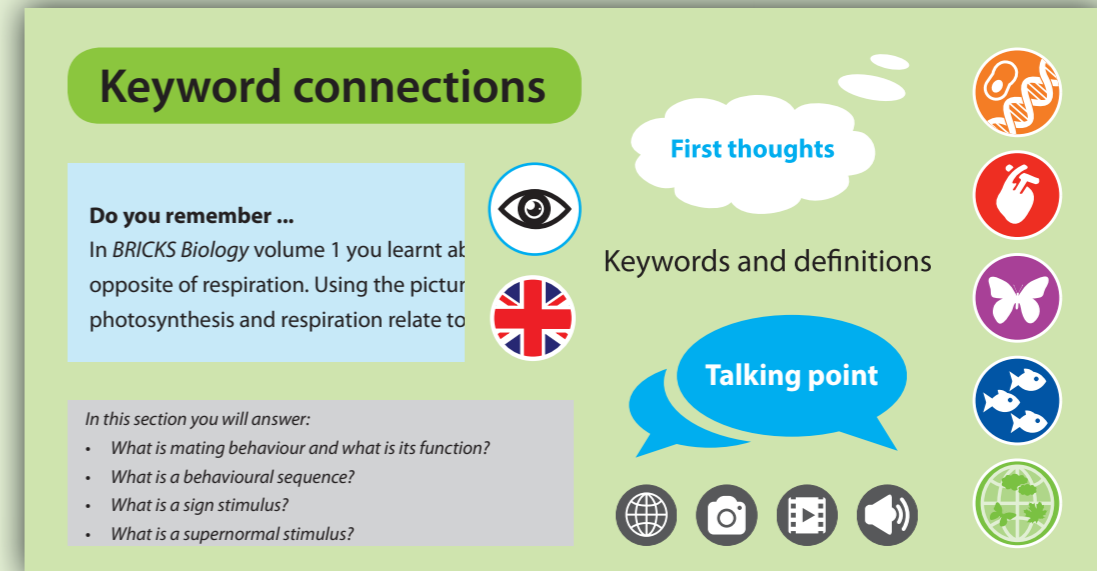 Keyword connections
Do you remember ...
In BRICKS Biology volume 1 you learnt
opposite of respiration. Using the
photosynthesis and respiration relate to
In this section you will answer:
• What is mating behaviour and what is its function?
• What is a behavioural sequence?
• What is a sign stimulus?
• What is a supernormal stimulus?
First thoughts
Keywords and definitions
Talking point